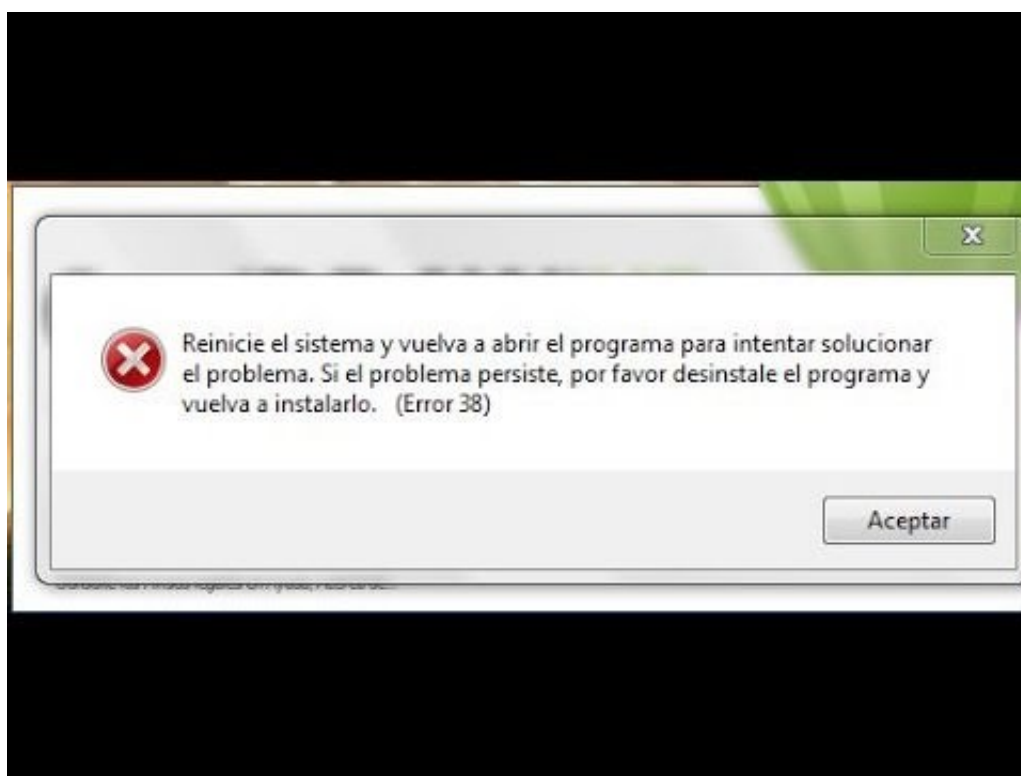 Reinicie el sistema y vuelva a abrir el programa para intentar solucionar
el problema. Si el problema persiste, por favor desinstale el programa y
vuelva a instalarlo. (Error 38)
Aceptar